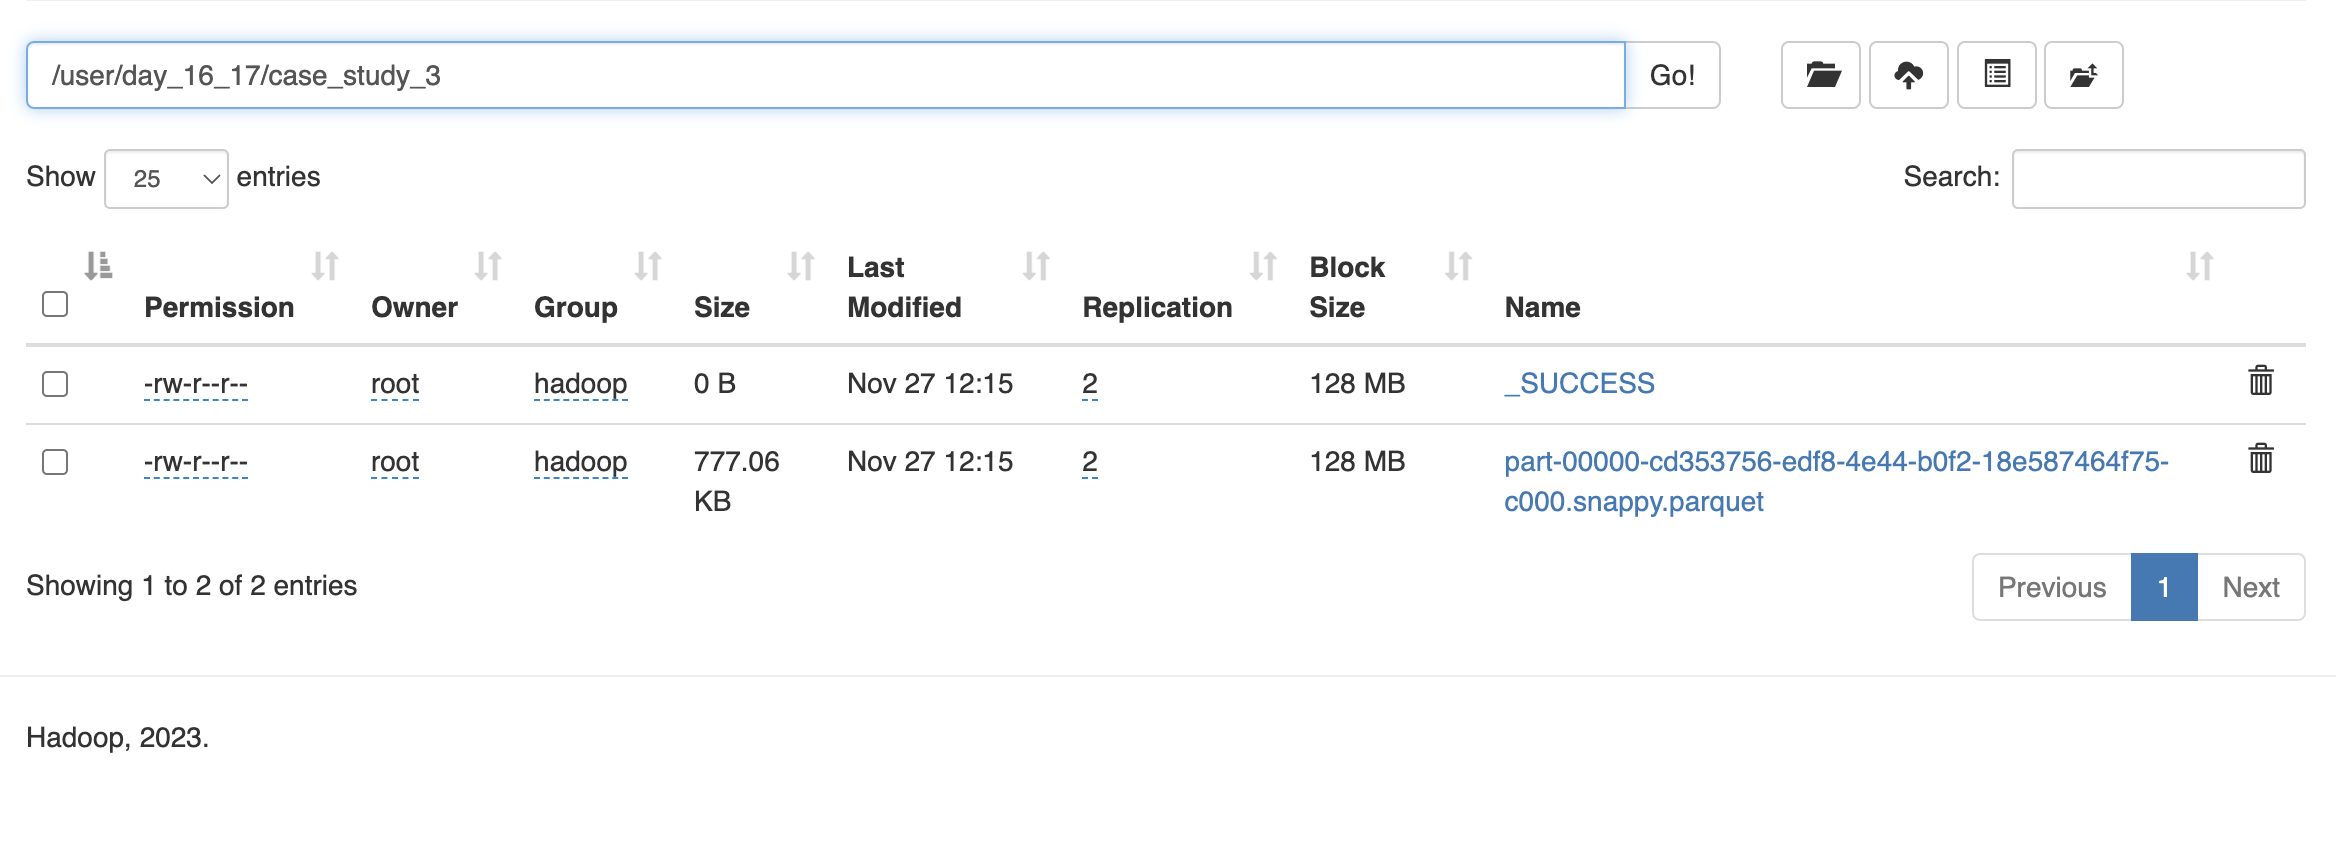 /user/day_16_17/case_study_3 Go!
Show 25 entries Search:
Permission Owner Group Size Last Modified Replication Block Size Name
-rw-r--r-- root hadoop 0 B Nov 27 12:15 2 128 MB _SUCCESS
-rw-r--r-- root hadoop 777.06 KB Nov 27 12:15 2 128 MB part-00000-cd353756-edf8-4e44-b0f2-18e587464f75-
c000.snappy.parquet
Showing 1 to 2 of 2 entries Previous 1 Next
Hadoop, 2023.